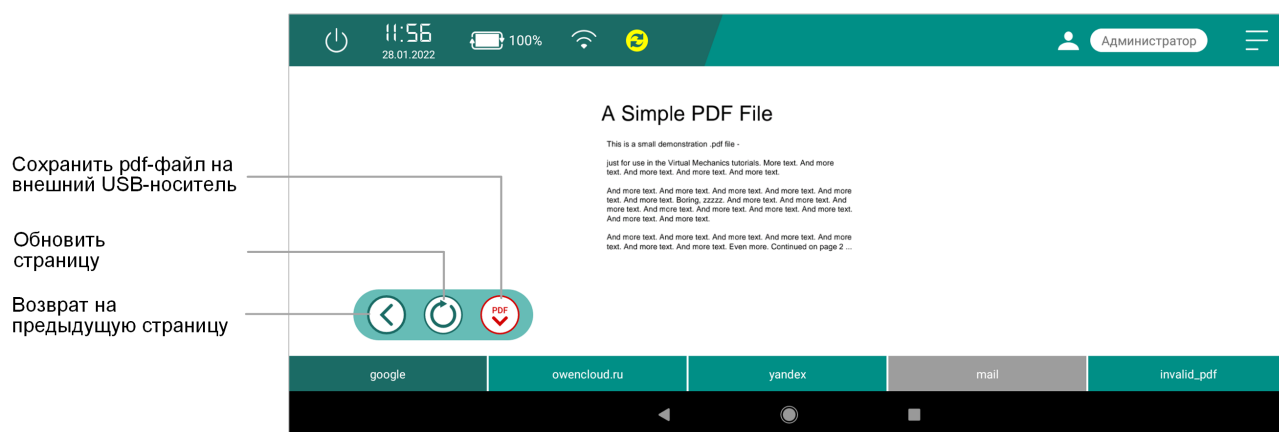 11:56
28.01.2022
100%
Администратор
A Simple PDF File
This is a small demonstration .pdf file -
just for use in the Virtual Mechanics tutorials. More text. And more
text. And more text. And more text. And more text.
And more text. And more text. And more text. And more text. And more
text. And more text. Boring, zzzzz. And more text. And more text. And
more text. And more text. And more text. And more text. And more text.
And more text. And more text.
And more text. And more text. And more text. And more text. And more
text. And more text. And more text. Even more. Continued on page 2 ...
Сохранить pdf-файл на
внешний USB-носитель
Обновить
страницу
Возврат на
предыдущую страницу
PDF
google
owencloud.ru
yandex
mail
invalid_pdf